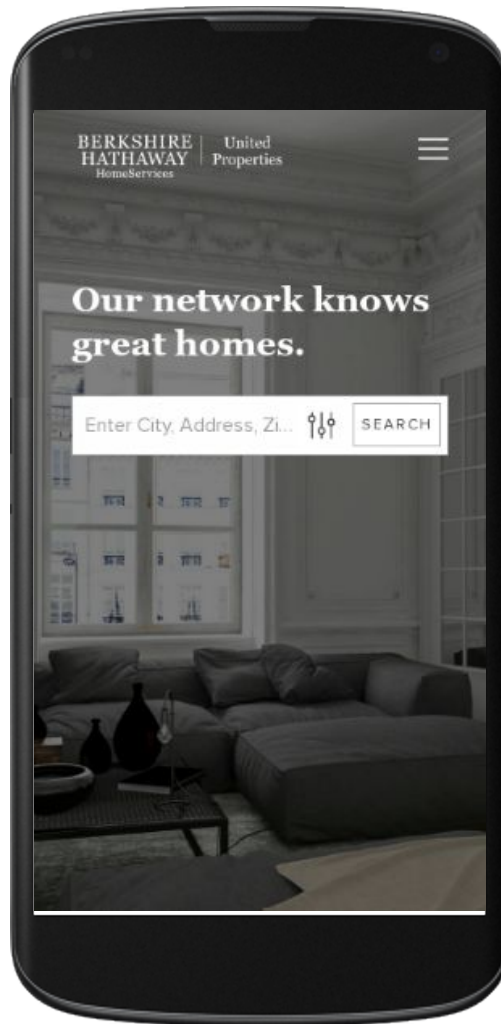 BERKSHIRE
HATHAWAY
HomeServices
United
Properties
Our network knows
great homes.
Enter City, Address, Zi...
SEARCH